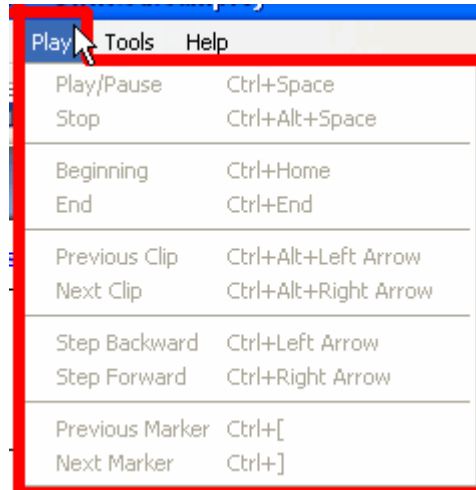 Play Tools Help
Play/Pause Ctrl+Space
Stop Ctrl+Alt+Space
Beginning Ctrl+Home
End Ctrl+End
Previous Clip Ctrl+Alt+Left Arrow
Next Clip Ctrl+Alt+Right Arrow
Step Backward Ctrl+Left Arrow
Step Forward Ctrl+Right Arrow
Previous Marker Ctrl+[
Next Marker Ctrl+]